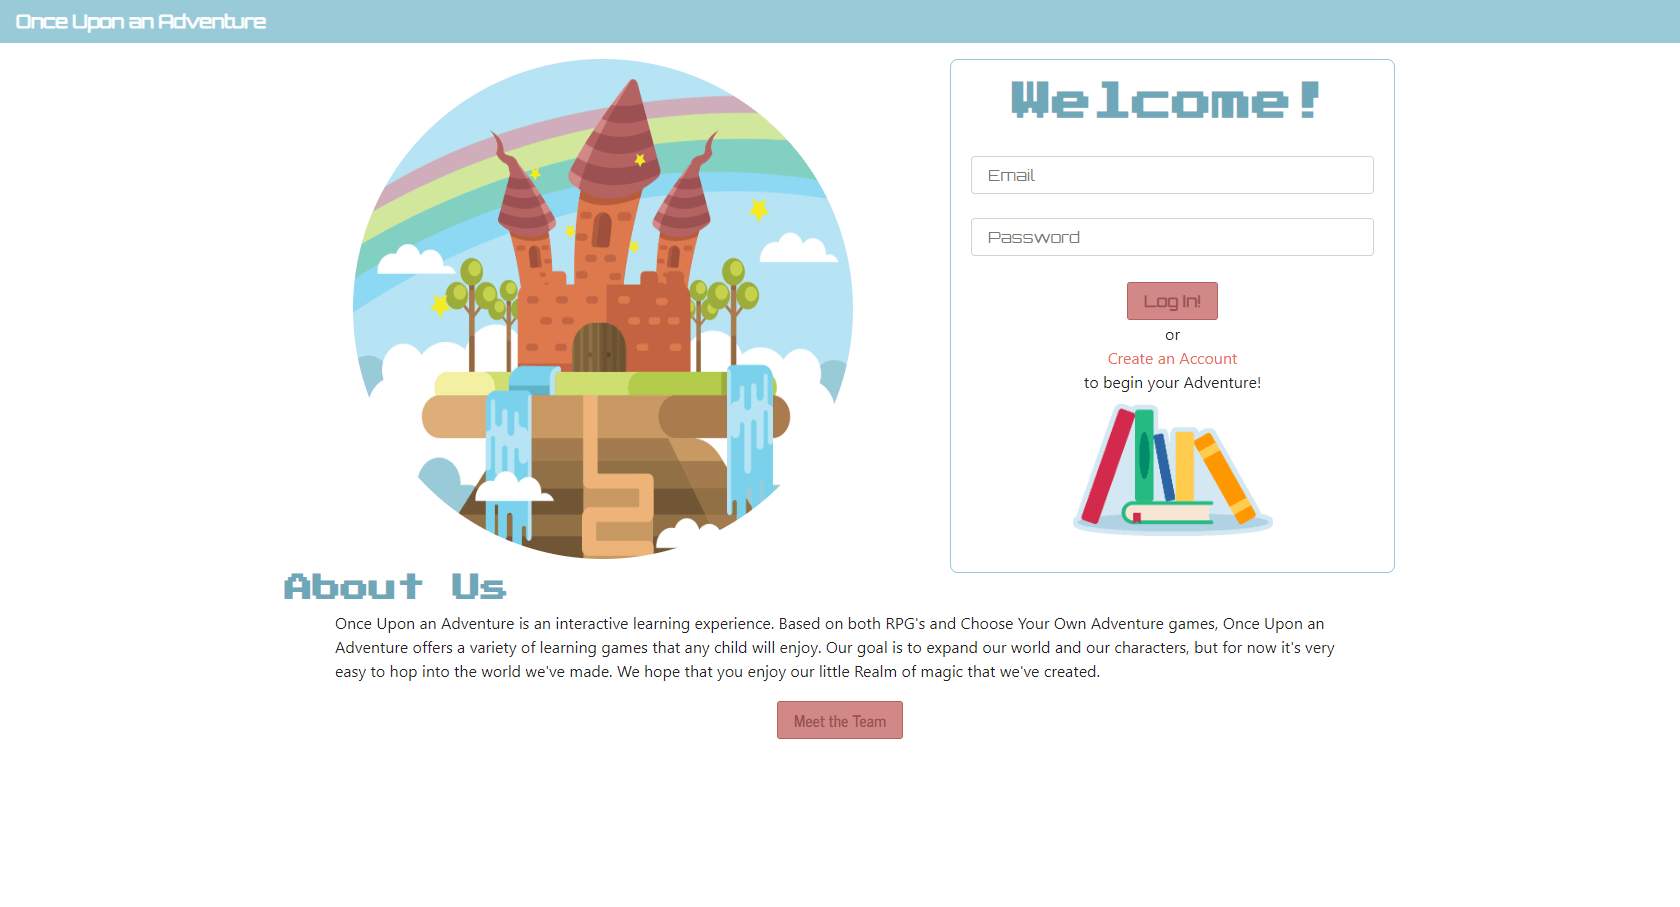 Once Upon an Adventure
Welcome!
Email
Password
Log In!
or
Create an Account
to begin your Adventure!
About Us
Once Upon an Adventure is an interactive learning experience. Based on both RPG's and Choose Your Own Adventure games, Once Upon an
Adventure offers a variety of learning games that any child will enjoy. Our goal is to expand our world and our characters, but for now it's very
easy to hop into the world we've made. We hope that you enjoy our little Realm of magic that we've created.
Meet the Team